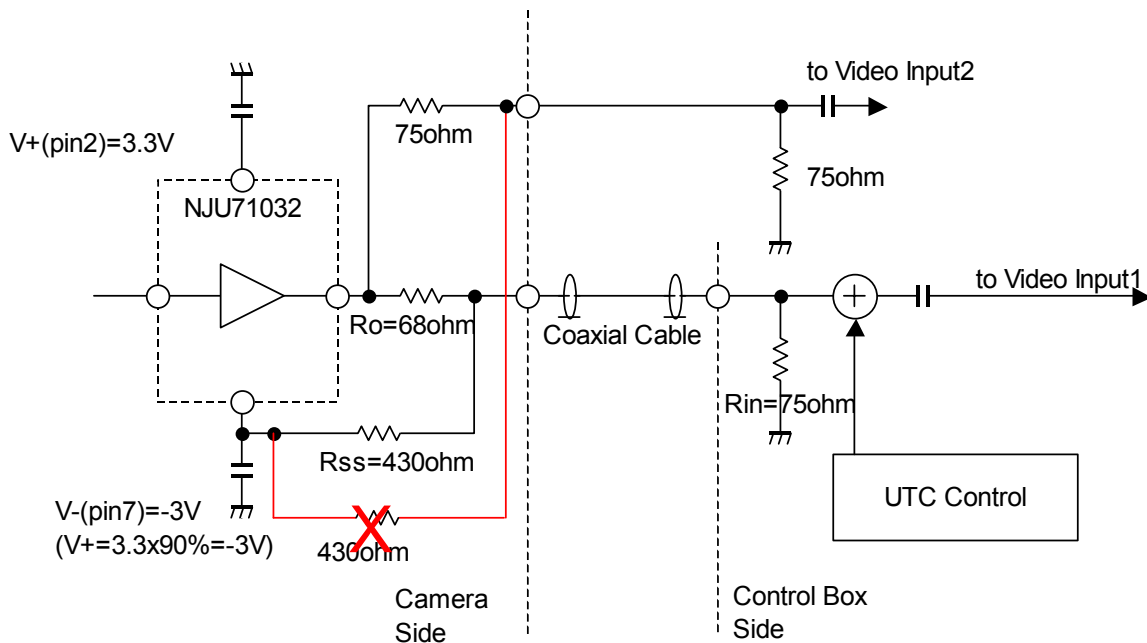 to Video Input2
75ohm
V+(pin2)=3.3V
75ohm
NJU71032
to Video Input1
Ro=68ohm
Coaxial Cable
Rin=75ohm
Rss=430ohm
UTC Control
V-(pin7)=-3V
(V+=3.3x90%=-3V)
430ohm
Camera
Side
Control Box
Side